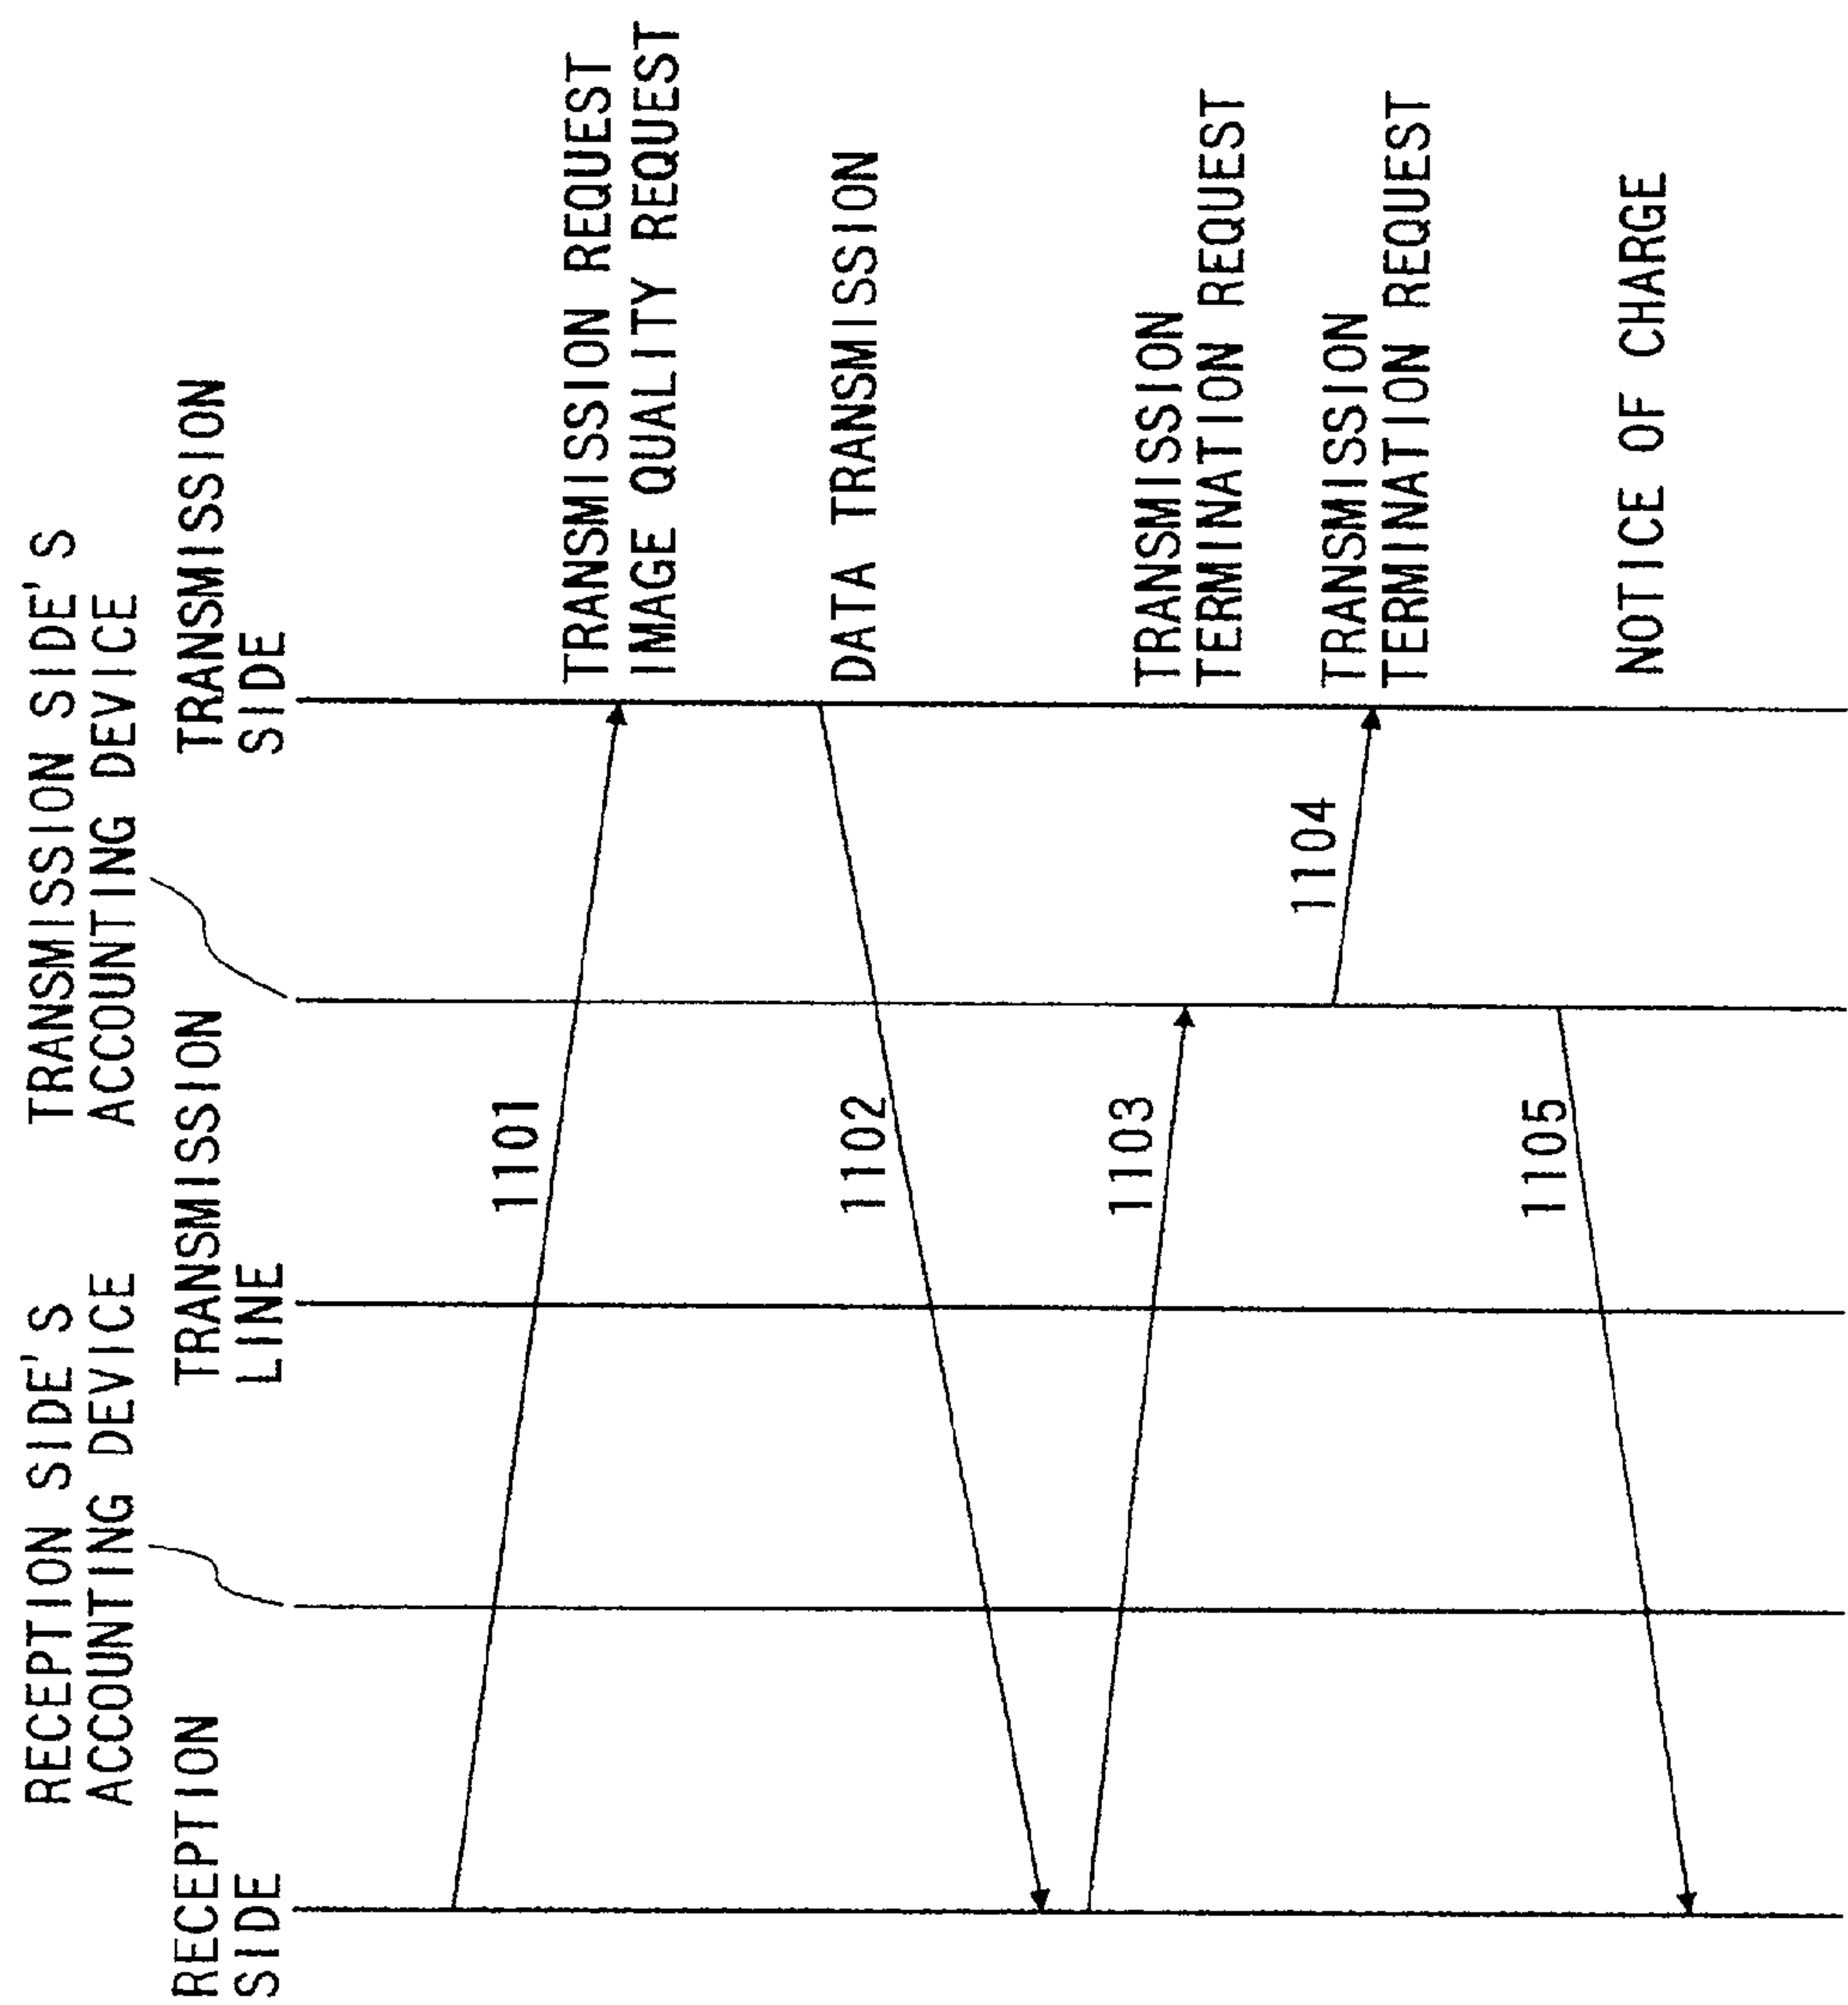 RECEPTION SIDE'S
ACCOUNTING DEVICE
TRANSMISSION SIDE'S
ACCOUNTING DEVICE
RECEPTION
SIDE
TRANSMISSION
LINE
TRANSMISSION
SIDE
1101
TRANSMISSION REQUEST
IMAGE QUALITY REQUEST
1102
DATA TRANSMISSION
1103
TRANSMISSION
TERMINATION REQUEST
1104
TRANSMISSION
TERMINATION REQUEST
1105
NOTICE OF CHARGE